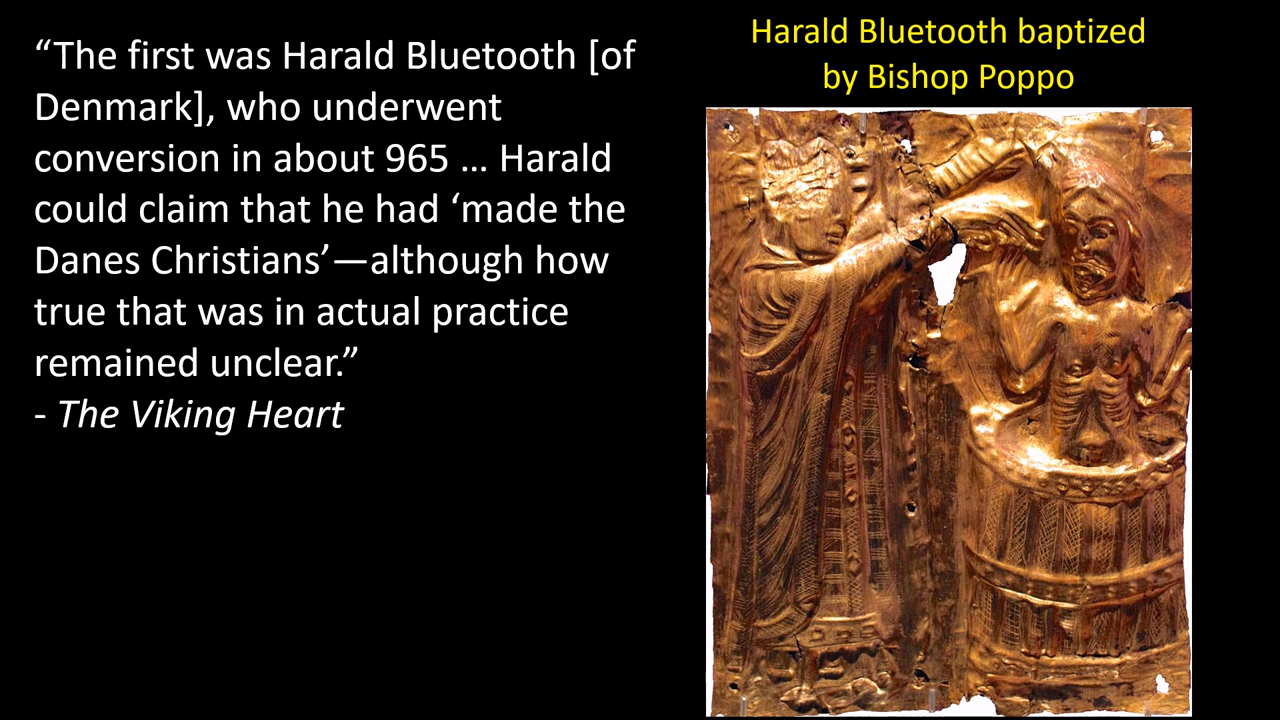 “The first was Harald Bluetooth [of
Denmark], who underwent
conversion in about 965 … Harald
could claim that he had ‘made the
Danes Christians’—although how
true that was in actual practice
remained unclear.”
- The Viking Heart
Harald Bluetooth baptized
by Bishop Poppo